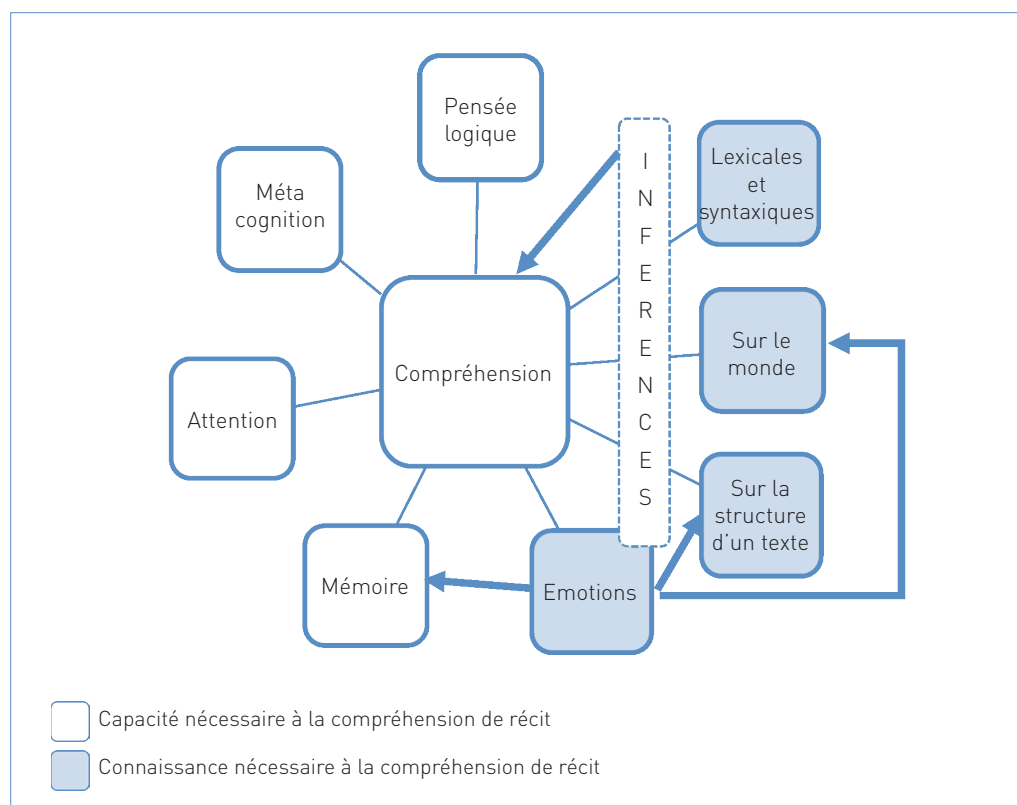 Pensée
logique
Méta
cognition
Attention
Mémoire
Compréhension
Emotions
I
N
F
E
R
E
N
C
E
S
Lexicales
et
syntaxiques
Sur le
monde
Sur la
structure
d'un texte
Capacité nécessaire à la compréhension de récit
Connaissance nécessaire à la compréhension de récit